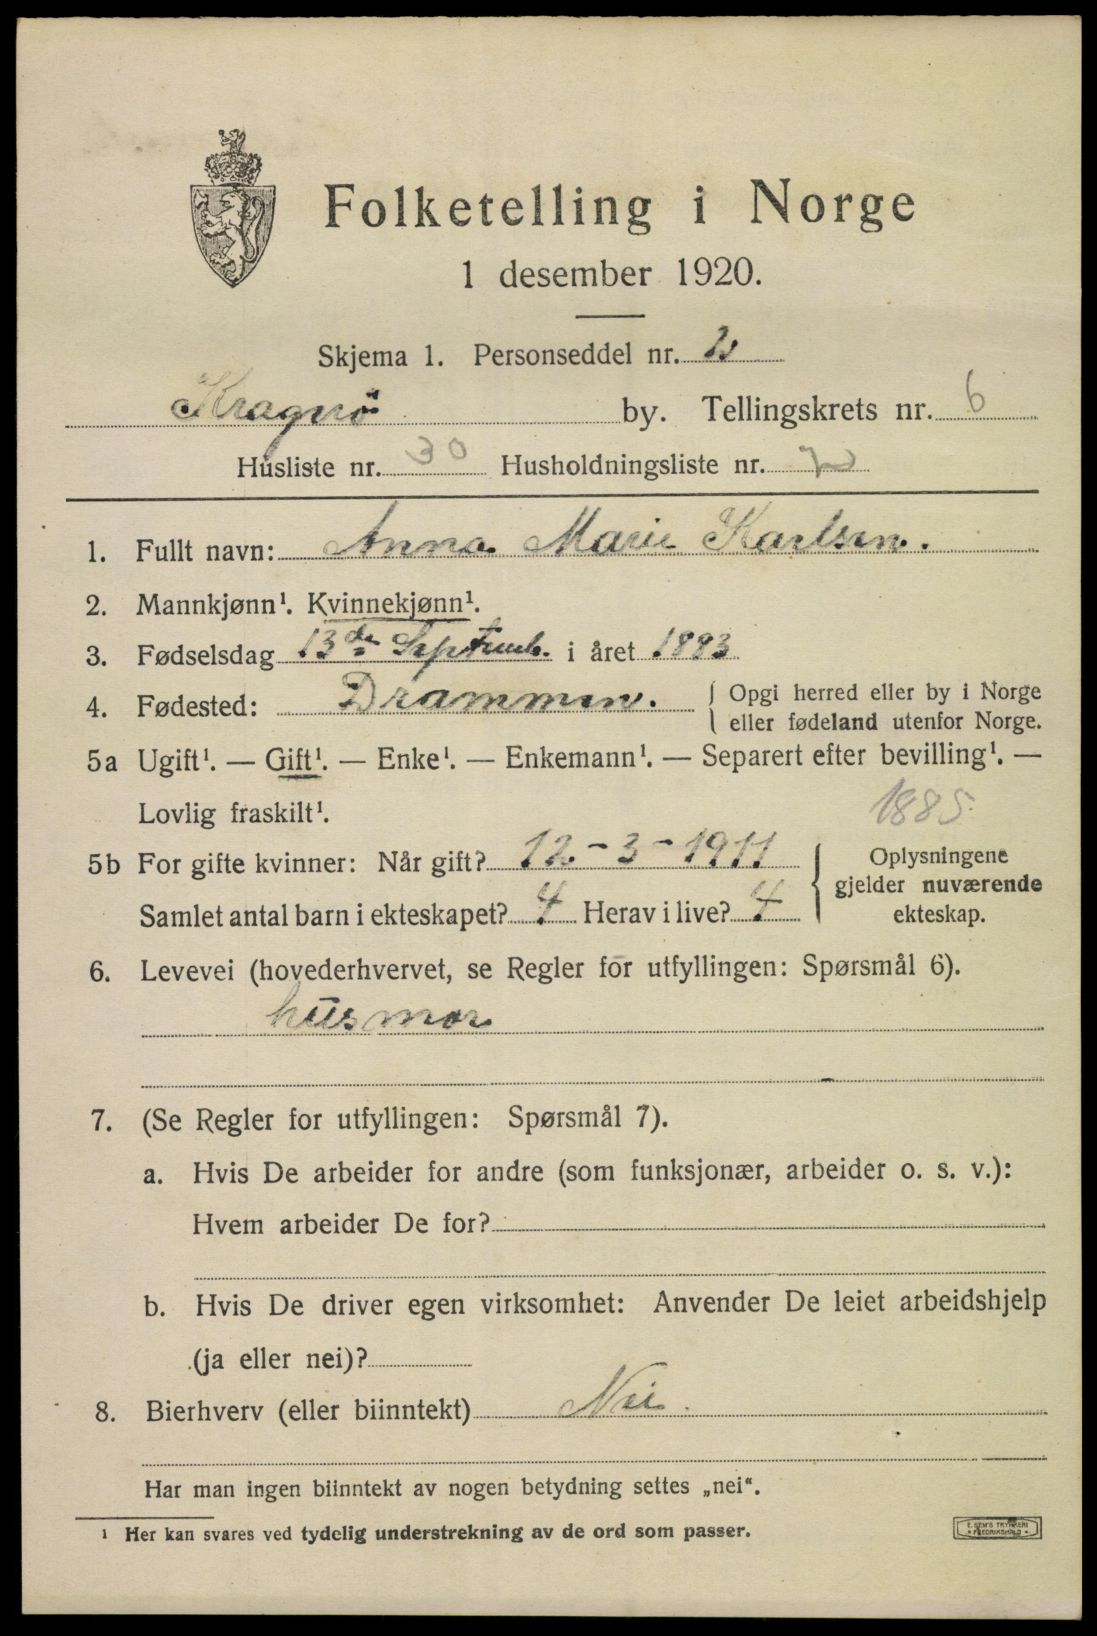 Folketelling i Norge
1 desember 1920.
Skjema 1. Personseddel nr. 2
Kragerø by. Tellingskrets nr. 6
Husliste nr. 30 Husholdningsliste nr. 2
1. Fullt navn: Anna Marie Karlsen.
2. Mannkjønn¹. Kvinnekjønn¹.
3. Fødselsdag 13de Septemb. i året 1883
4. Fødested: Drammen. Opgi herred eller by i Norge
eller fødeland utenfor Norge.
5a Ugift¹. — Gift¹. — Enke¹. — Enkemann¹. — Separert efter bevilling¹. —
Lovlig fraskilt¹. 1885
5b For gifte kvinner: Når gift? 12-3-1911 Oplysningene
gjelder nuværende
Samlet antal barn i ekteskapet? 4 Herav i live? 4 ekteskap.
6. Levevei (hovederhvervet, se Regler for utfyllingen: Spørsmål 6).
husmor
7. (Se Regler for utfyllingen: Spørsmål 7).
a. Hvis De arbeider for andre (som funksjonær, arbeider o. s. v.):
Hvem arbeider De for?
b. Hvis De driver egen virksomhet: Anvender De leiet arbeidshjelp
(ja eller nei)?
8. Bierhverv (eller biinntekt) Nei.
Har man ingen biinntekt av nogen betydning settes „nei“.
¹ Her kan svares ved tydelig understrekning av de ord som passer.
E. SEM'S TRYKKERI
FREDRIKSHALD